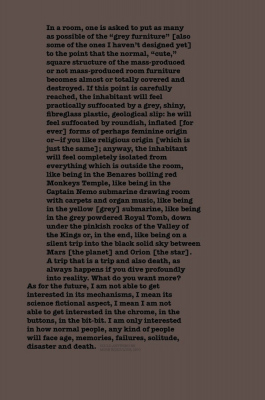 In a room, one is asked to put as many
as possible of the “grey furniture” [also
some of the ones I haven’t designed yet]
to the point that the normal, “cute,”
square structure of the mass-produced
or not mass-produced room furniture
becomes almost or totally covered and
destroyed. If this point is carefully
reached, the inhabitant will feel
practically suffocated by a grey, shiny,
fibreglass plastic, geological slip: he will
feel suffocated by roundish, inflated [for
ever] forms of perhaps feminine origin
or—if you like religious origin [which is
just the same]; anyway, the inhabitant
will feel completely isolated from
everything which is outside the room,
like being in the Benares boiling red
Monkeys Temple, like being in the
Captain Nemo submarine drawing room
with carpets and organ music, like being
in the yellow [grey] submarine, like being
in the grey powdered Royal Tomb, down
under the pinkish rocks of the Valley of
the Kings or, in the end, like being on a
silent trip into the black solid sky between
Mars [the planet] and Orion [the star].
A trip that is a trip and also death, as
always happens if you dive profoundly
into reality. What do you want more?
As for the future, I am not able to get
interested in its mechanisms, I mean its
science fictional aspect, I mean I am not
able to get interested in the chrome, in the
buttons, in the bit-bit. I am only interested
in how normal people, any kind of people
will face age, memories, failures, solitude,
disaster and death.